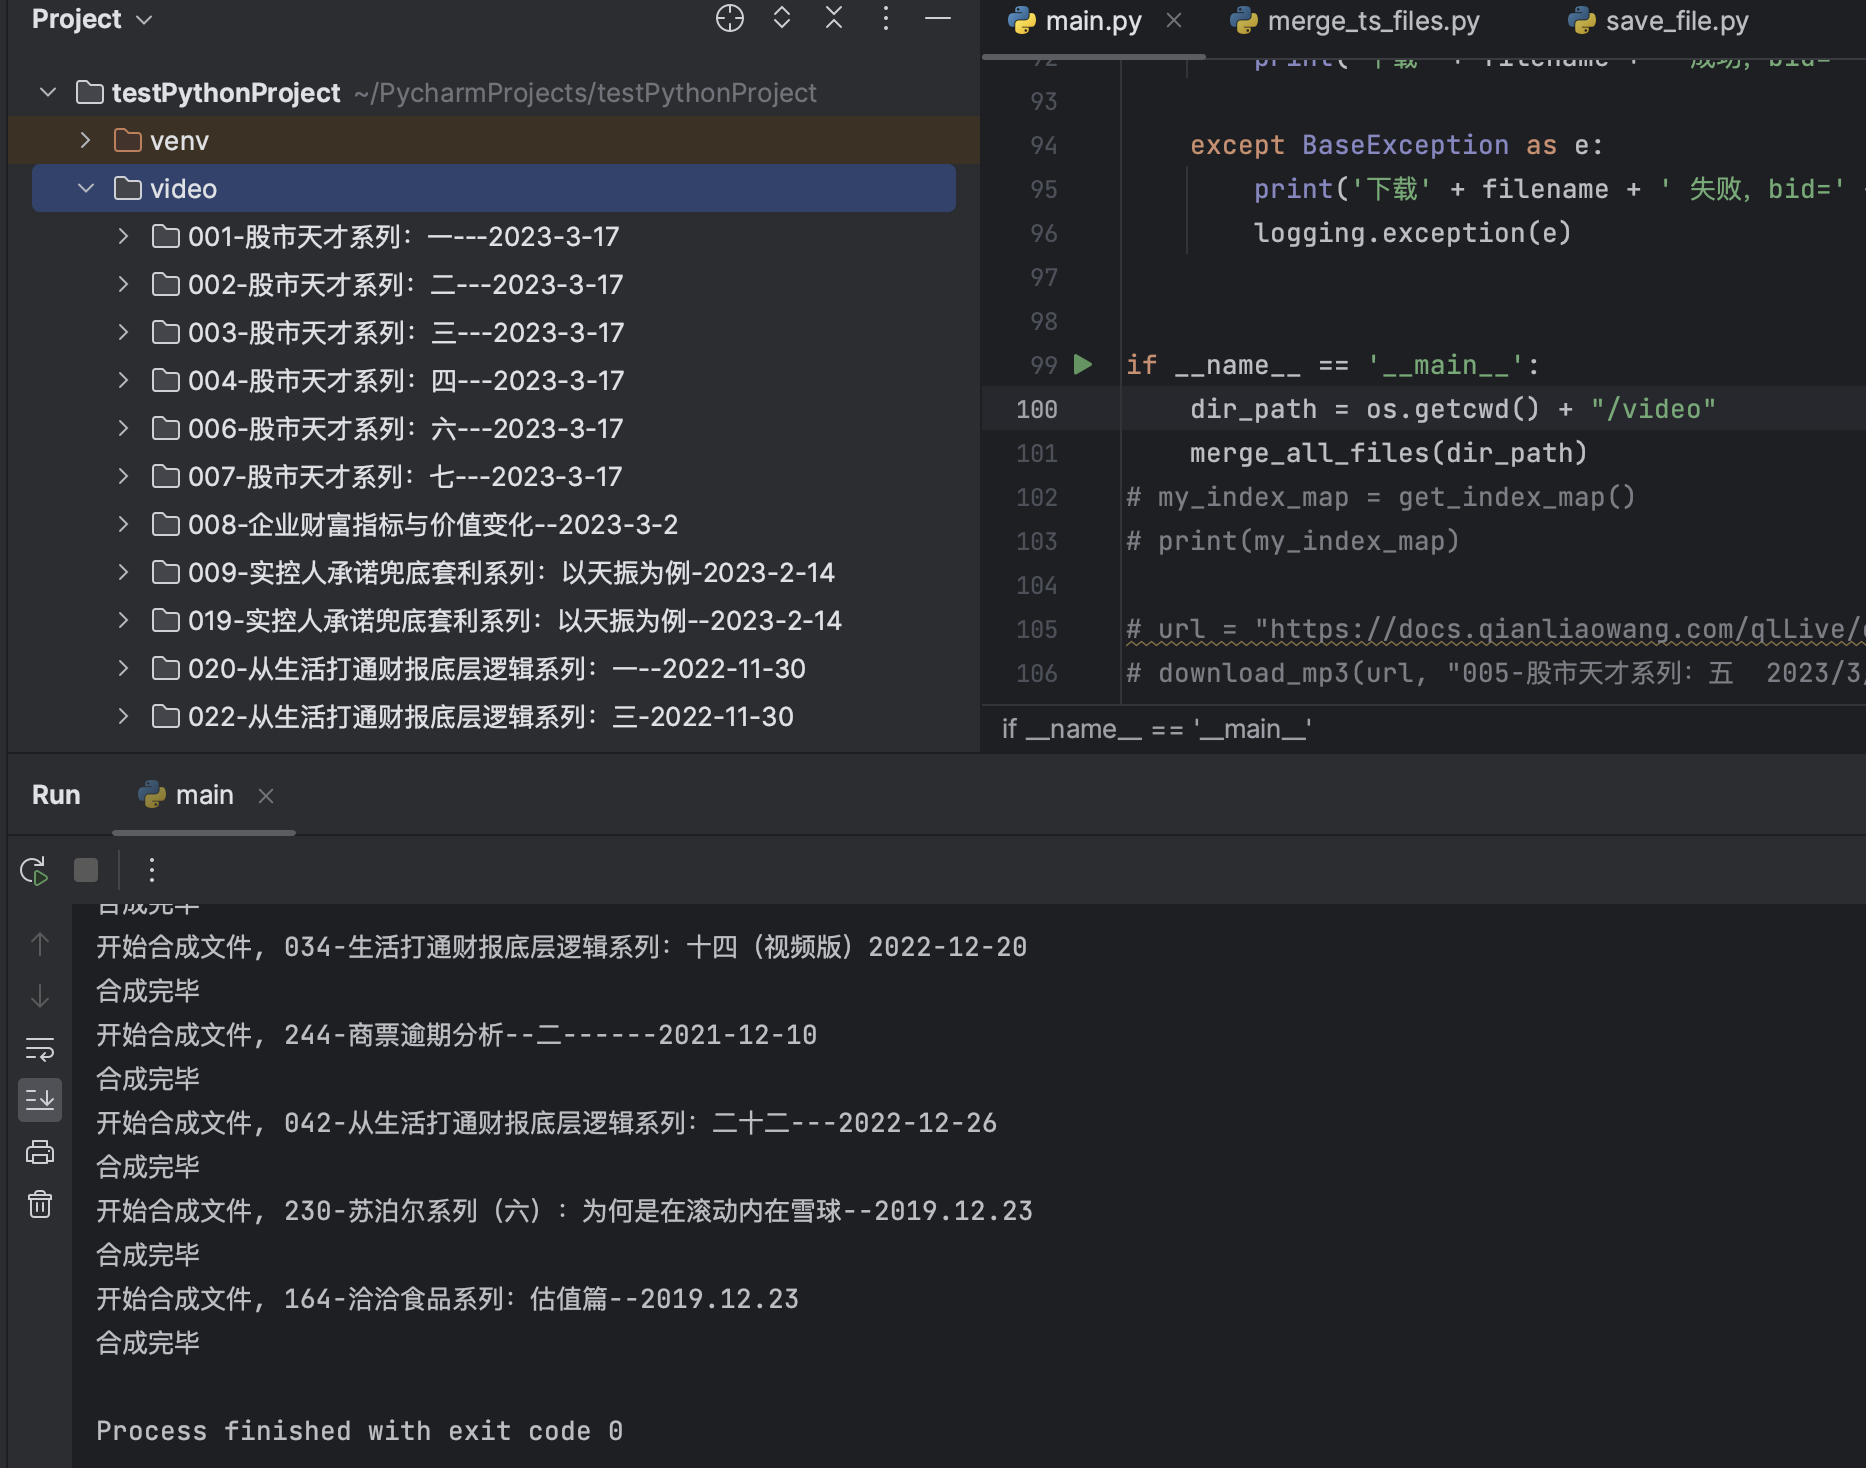 Project
testPythonProject ~/PycharmProjects/testPythonProject
venv
video
001-股市天才系列：一---2023-3-17
002-股市天才系列：二---2023-3-17
003-股市天才系列：三---2023-3-17
004-股市天才系列：四---2023-3-17
006-股市天才系列：六---2023-3-17
007-股市天才系列：七---2023-3-17
008-企业财富指标与价值变化--2023-3-2
009-实控人承诺兜底套利系列：以天振为例-2023-2-14
019-实控人承诺兜底套利系列：以天振为例--2023-2-14
020-从生活打通财报底层逻辑系列：一--2022-11-30
022-从生活打通财报底层逻辑系列：三-2022-11-30
main.py merge_ts_files.py save_file.py
92 print('下载' + filename + ' 成功，bid='
93
94 except BaseException as e:
95 print('下载' + filename + ' 失败，bid='
96 logging.exception(e)
97
98
99 if __name__ == '__main__':
100 dir_path = os.getcwd() + "/video"
101 merge_all_files(dir_path)
102 # my_index_map = get_index_map()
103 # print(my_index_map)
104
105 # url = "https://docs.qianliaowang.com/qlLive/
106 # download_mp3(url, "005-股市天才系列：五  2023/3/
if __name__ == '__main__'
Run main
合成完毕
开始合成文件, 034-生活打通财报底层逻辑系列：十四（视频版）2022-12-20
合成完毕
开始合成文件, 244-商票逾期分析--二------2021-12-10
合成完毕
开始合成文件, 042-从生活打通财报底层逻辑系列：二十二---2022-12-26
合成完毕
开始合成文件, 230-苏泊尔系列（六）：为何是在滚动内在雪球--2019.12.23
合成完毕
开始合成文件, 164-洽洽食品系列：估值篇--2019.12.23
合成完毕
Process finished with exit code 0